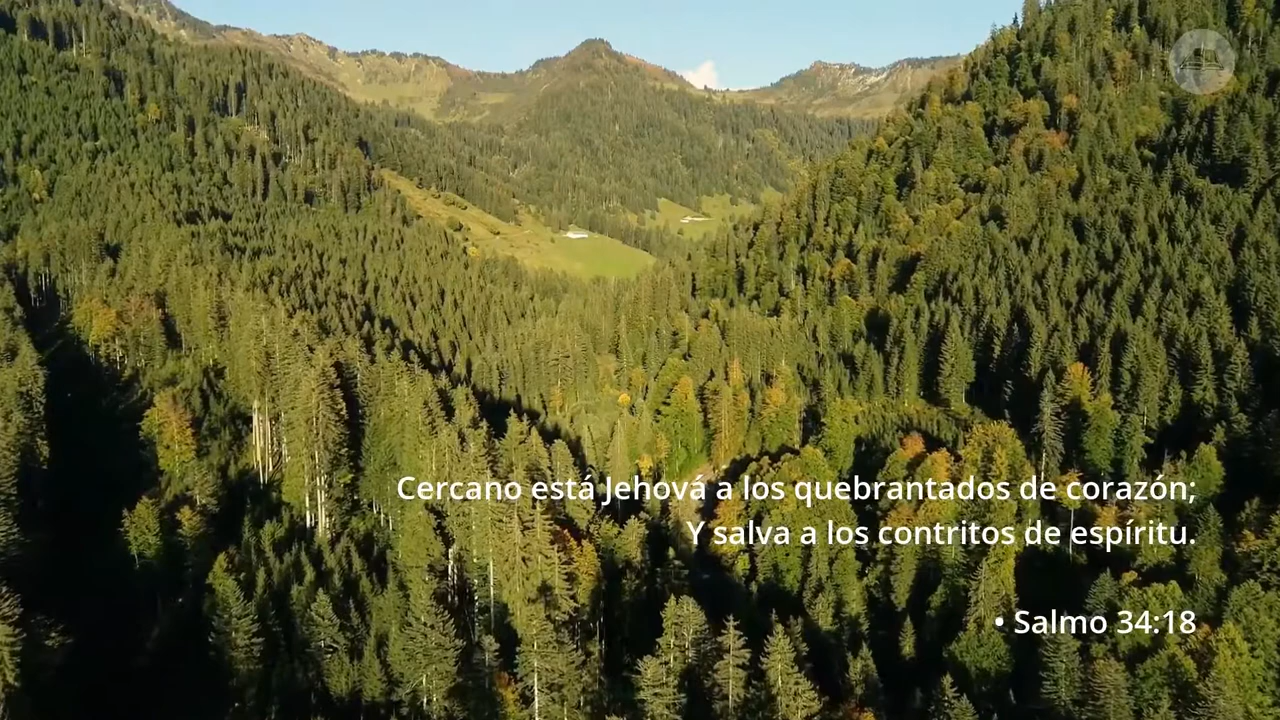 Cercano está Jehová a los quebrantados de corazón;
Y salva a los contritos de espíritu.
• Salmo 34:18